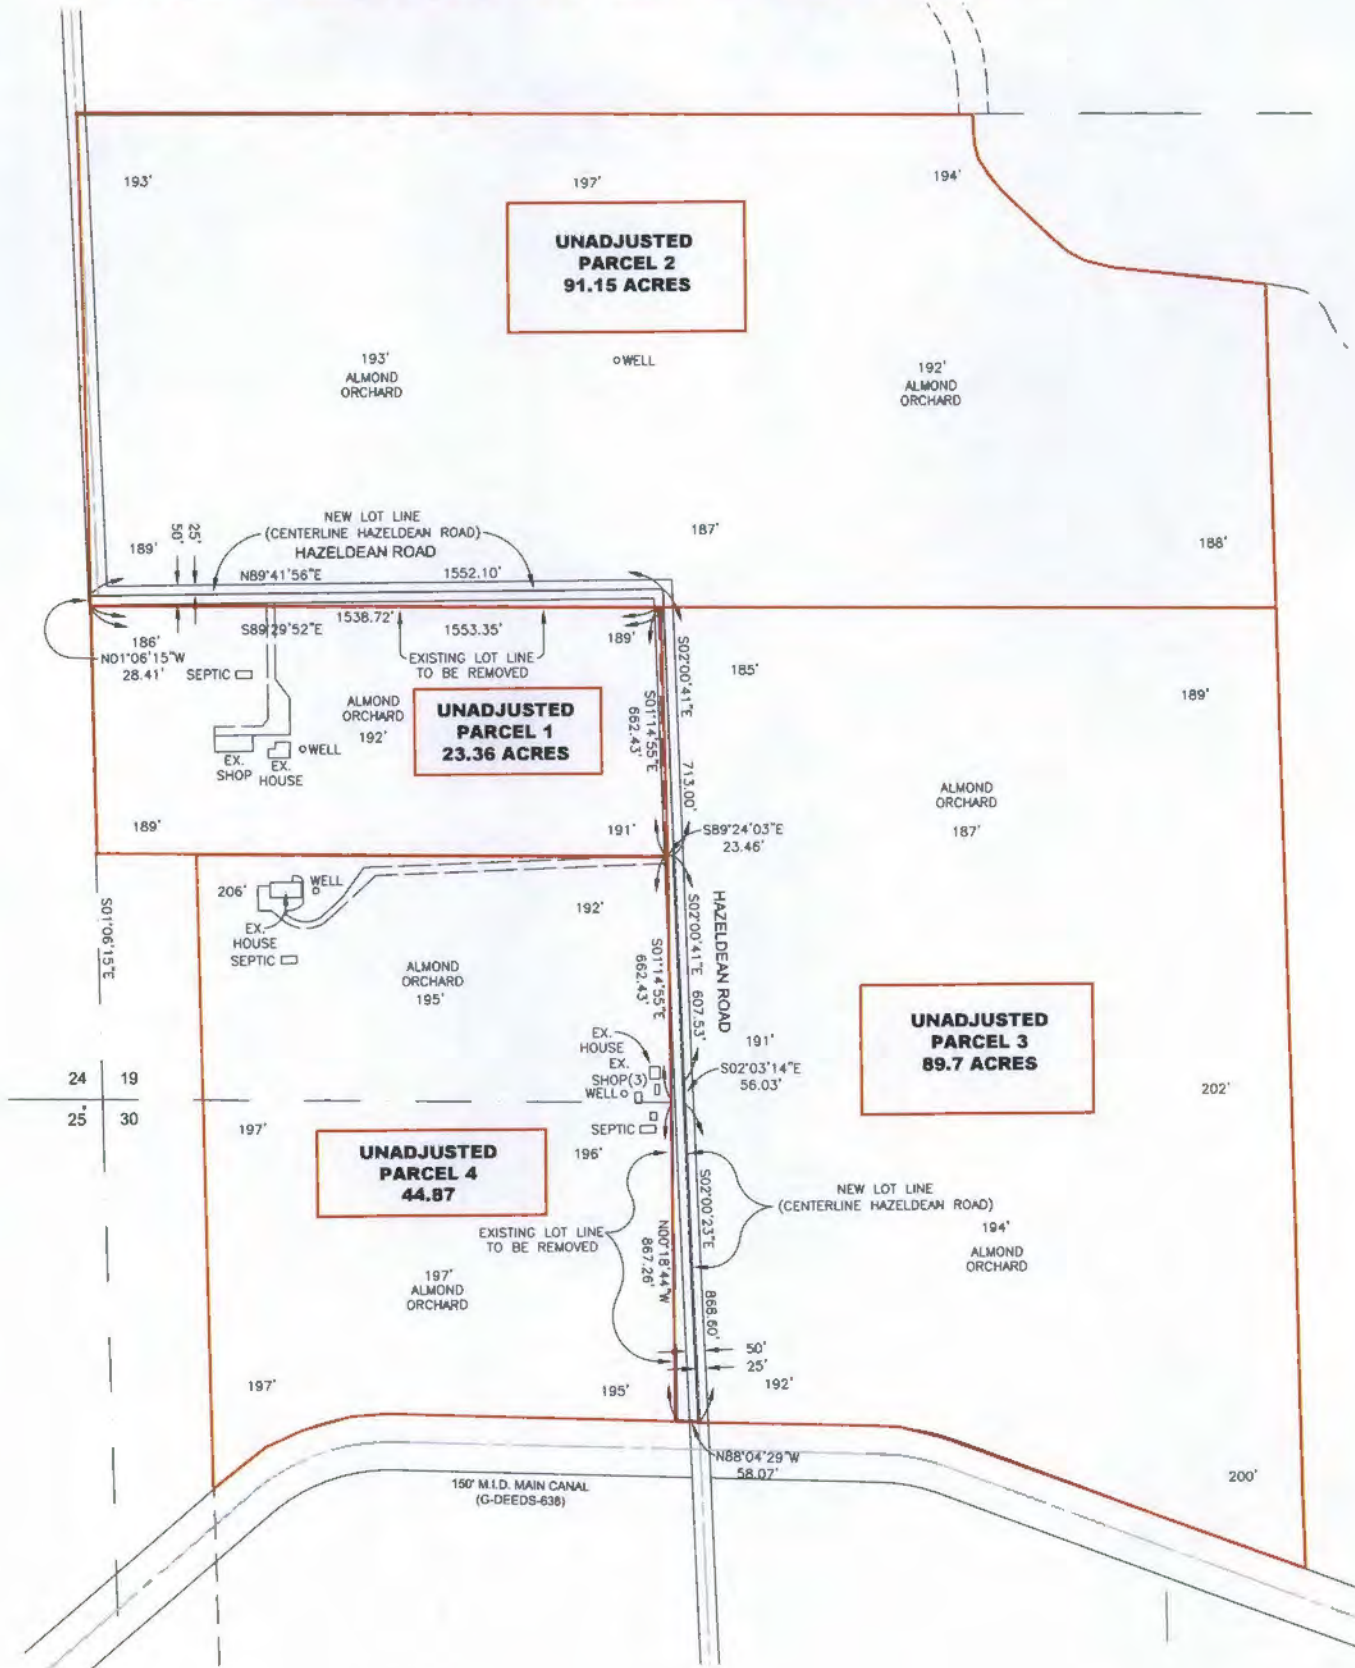 193'
197'
194'
UNADJUSTED
PARCEL 2
91.15 ACRES
193'
ALMOND
ORCHARD
WELL
192'
ALMOND
ORCHARD
NEW LOT LINE
(CENTERLINE HAZELDEAN ROAD)
HAZELDEAN ROAD
50'
25'
189'
187'
188'
N89°41'56"E
1552.10'
1538.72'
S89°29'52"E
1553.35'
186'
189'
N01°06'15"W
28.41'
SEPTIC
EXISTING LOT LINE
TO BE REMOVED
S02°00'41"E
713.00'
S01°14'55"E
662.43'
185'
189'
ALMOND
ORCHARD
192'
UNADJUSTED
PARCEL 1
23.36 ACRES
WELL
EX.
SHOP
EX.
HOUSE
ALMOND
ORCHARD
187'
189'
191'
S89°24'03"E
23.46'
206'
WELL
EX.
HOUSE
SEPTIC
192'
S01°06'15"E
ALMOND
ORCHARD
195'
S01°14'55"E
662.43'
S02°00'41"E 607.53'
HAZELDEAN ROAD
UNADJUSTED
PARCEL 3
89.7 ACRES
191'
EX.
HOUSE
EX.
SHOP(3)
WELL
SEPTIC
S02°03'14"E
56.03'
202'
24
19
25
30
197'
UNADJUSTED
PARCEL 4
44.87
196'
NEW LOT LINE
(CENTERLINE HAZELDEAN ROAD)
194'
ALMOND
ORCHARD
EXISTING LOT LINE
TO BE REMOVED
N00°18'44"W
867.26'
S02°00'23"E
868.60'
197'
ALMOND
ORCHARD
50'
25'
197'
195'
192'
N88°04'29"W
58.07'
200'
150' M.I.D. MAIN CANAL
(G-DEEDS-638)